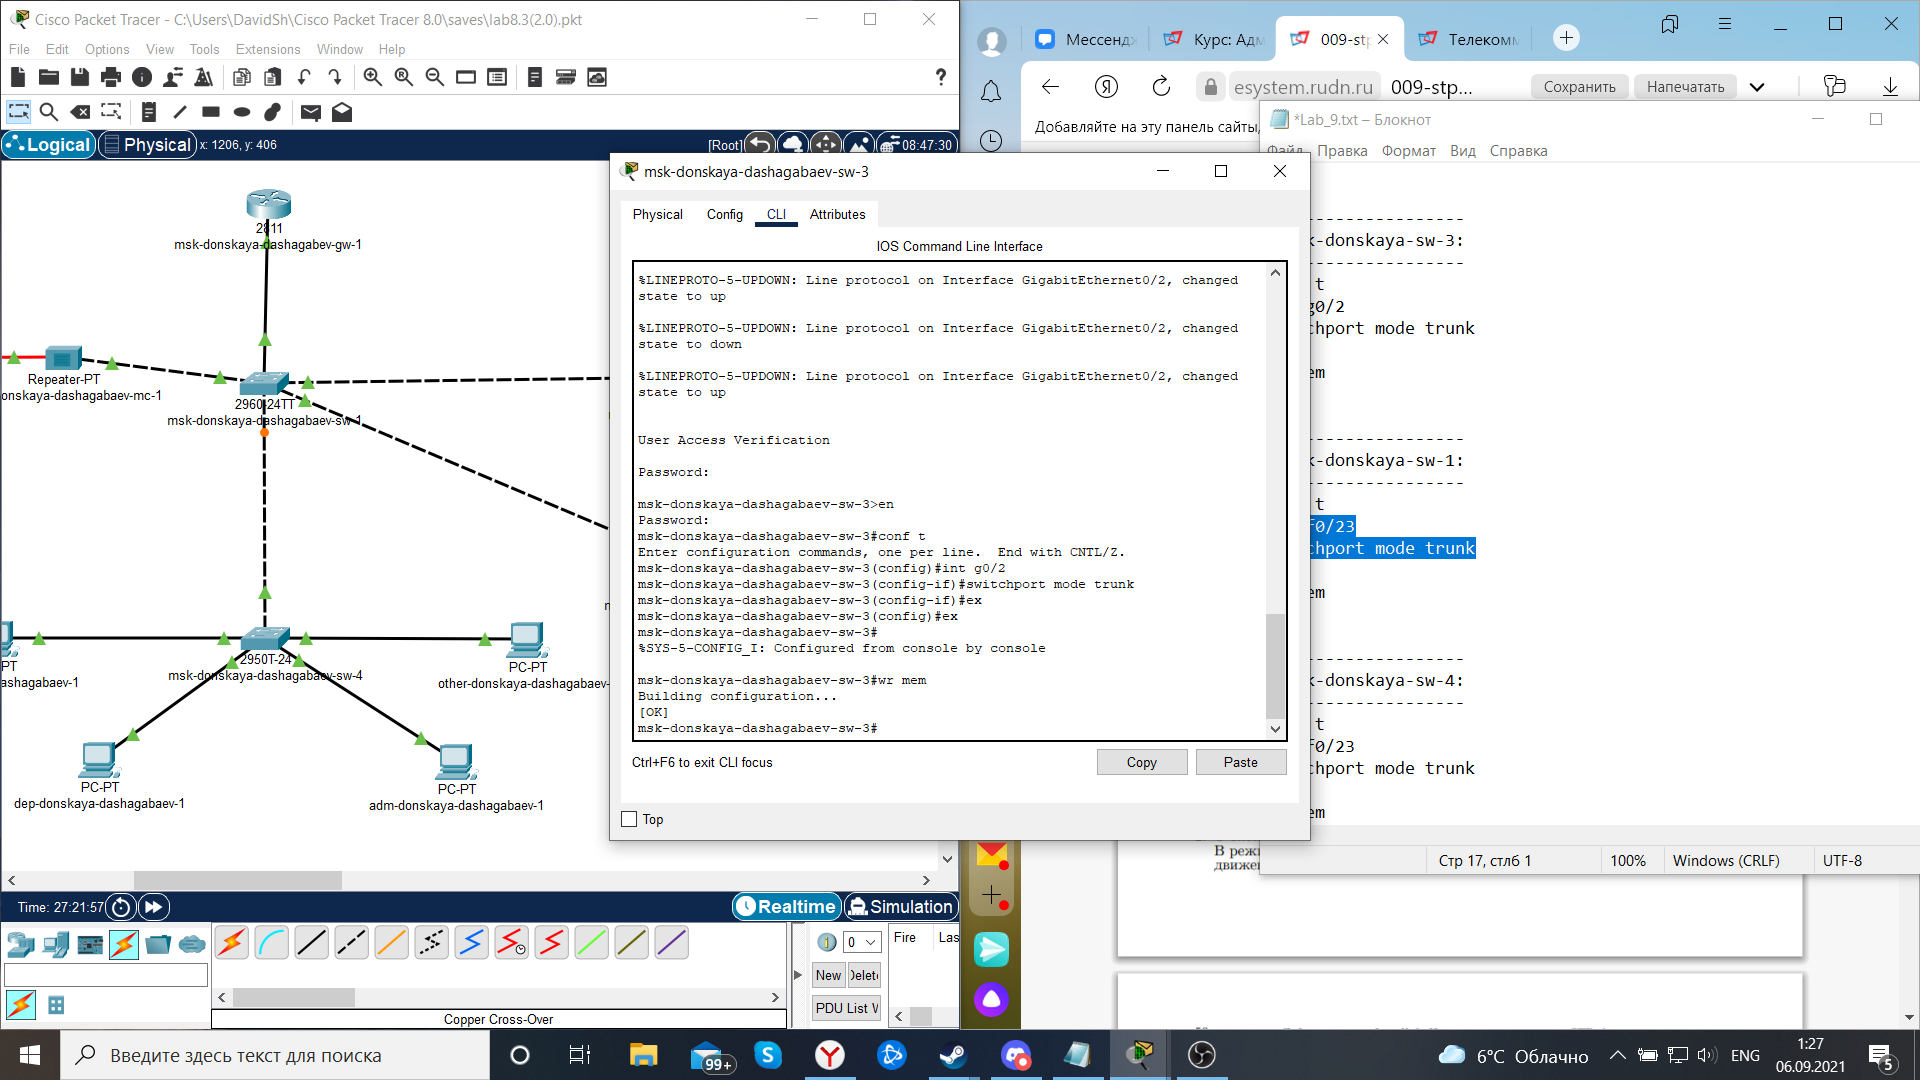 Cisco Packet Tracer - C:\Users\DavidSh\Cisco Packet Tracer 8.0\saves\lab8.3(2.0).pkt
File Edit Options View Tools Extensions Window Help
Logical
Physical
x: 1206, y: 406
[Root]
08:47:30
2811
msk-donskaya-dashagabev-gw-1
Repeater-PT
onskaya-dashagabaev-mc-1
2960-24TT
msk-donskaya-dashagabaev-sw-1
2950T-24
msk-donskaya-dashagabaev-sw-4
PT
ashagabaev-1
PC-PT
other-donskaya-dashagabaev-
PC-PT
dep-donskaya-dashagabaev-1
PC-PT
adm-donskaya-dashagabaev-1
Time: 27:21:57
Realtime
Simulation
0
Fire
Las
New
Delete
PDU List W
Copper Cross-Over
msk-donskaya-dashagabaev-sw-3
Physical
Config
CLI
Attributes
IOS Command Line Interface
%LINEPROTO-5-UPDOWN: Line protocol on Interface GigabitEthernet0/2, changed
state to up
%LINEPROTO-5-UPDOWN: Line protocol on Interface GigabitEthernet0/2, changed
state to down
%LINEPROTO-5-UPDOWN: Line protocol on Interface GigabitEthernet0/2, changed
state to up
User Access Verification
Password:
msk-donskaya-dashagabaev-sw-3>en
Password:
msk-donskaya-dashagabaev-sw-3#conf t
Enter configuration commands, one per line.  End with CNTL/Z.
msk-donskaya-dashagabaev-sw-3(config)#int g0/2
msk-donskaya-dashagabaev-sw-3(config-if)#switchport mode trunk
msk-donskaya-dashagabaev-sw-3(config-if)#ex
msk-donskaya-dashagabaev-sw-3(config)#ex
msk-donskaya-dashagabaev-sw-3#
%SYS-5-CONFIG_I: Configured from console by console
msk-donskaya-dashagabaev-sw-3#wr mem
Building configuration...
[OK]
msk-donskaya-dashagabaev-sw-3#
Ctrl+F6 to exit CLI focus
Copy
Paste
Top
Мессендж
Курс: Адм
009-stp
Телекомм
esystem.rudn.ru
009-stp...
Сохранить
Напечатать
Добавляйте на эту панель сайты,
*Lab_9.txt – Блокнот
Файл Правка Формат Вид Справка
---------------
k-donskaya-sw-3:
---------------
t
g0/2
chport mode trunk
em
---------------
k-donskaya-sw-1:
---------------
t
f0/23
chport mode trunk
em
---------------
k-donskaya-sw-4:
---------------
t
f0/23
chport mode trunk
em
Стр 17, стлб 1
100%
Windows (CRLF)
UTF-8
В режи
движен
Введите здесь текст для поиска
99+
6°C Облачно
ENG
1:27
06.09.2021
5